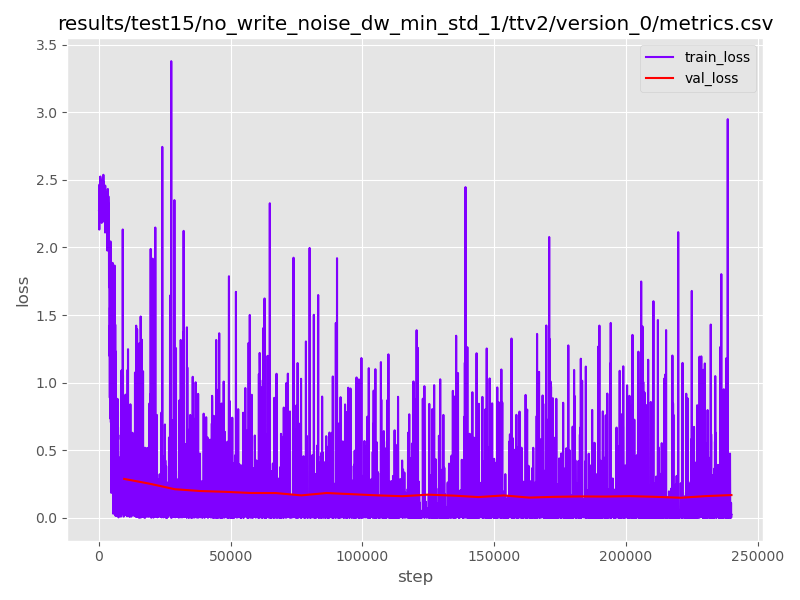 results/test15/no_write_noise_dw_min_std_1/ttv2/version_0/metrics.csv
train_loss
val_loss
3.5
3.0
2.5
2.0
1.5
1.0
0.5
0.0
loss
0
50000
100000
150000
200000
250000
step